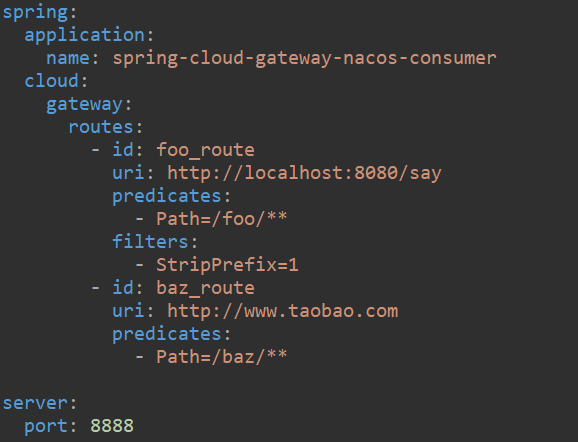 spring:
  application:
    name: spring-cloud-gateway-nacos-consumer
  cloud:
    gateway:
      routes:
        - id: foo_route
          uri: http://localhost:8080/say
          predicates:
            - Path=/foo/**
          filters:
            - StripPrefix=1
        - id: baz_route
          uri: http://www.taobao.com
          predicates:
            - Path=/baz/**

server:
  port: 8888